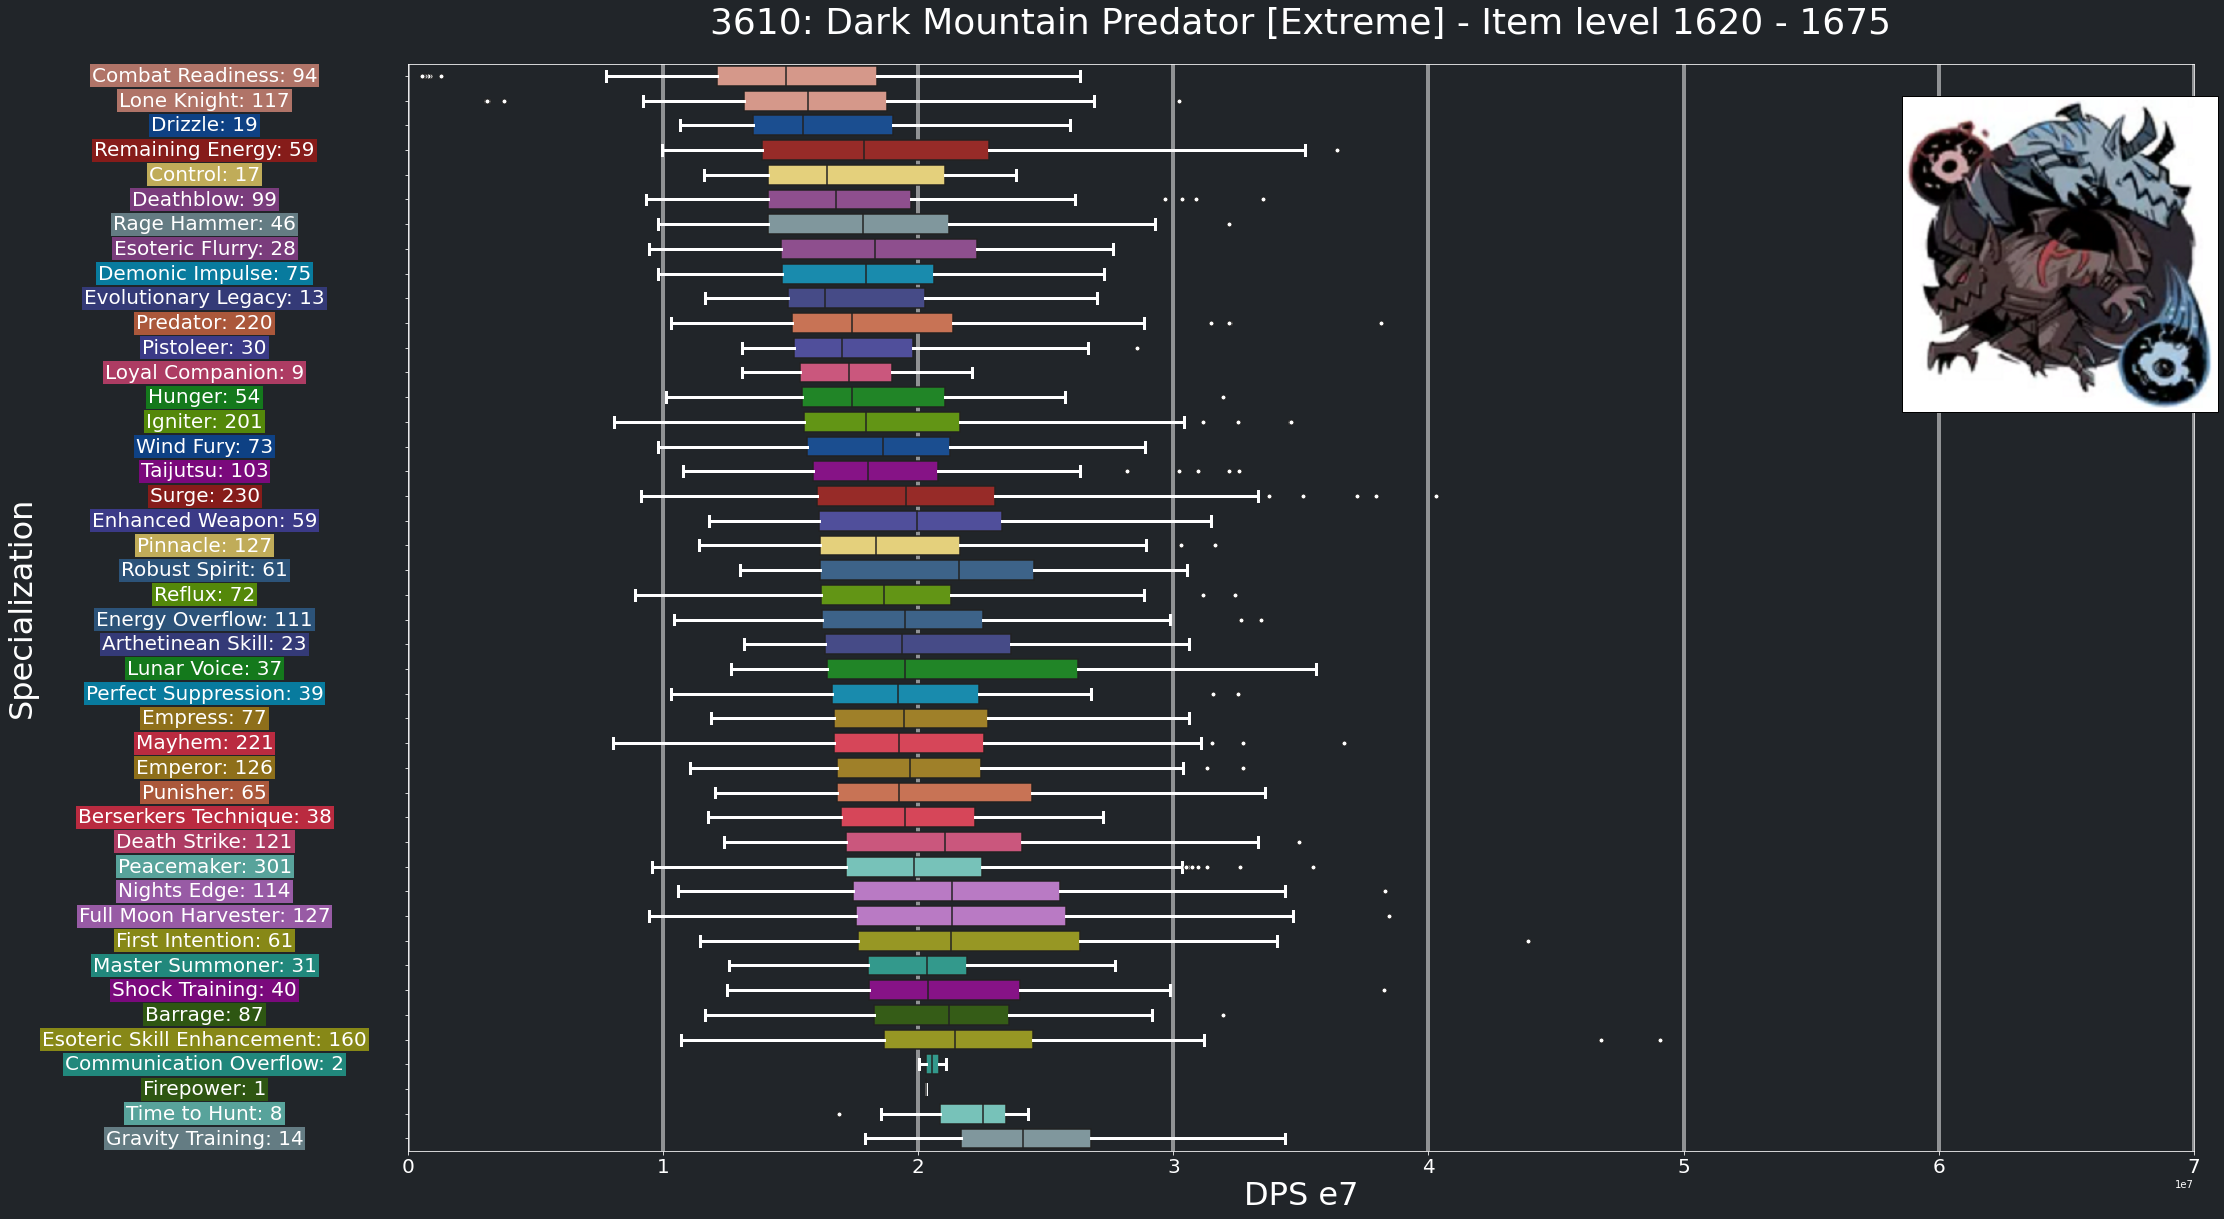 3610: Dark Mountain Predator [Extreme] - Item level 1620 - 1675
Combat Readiness: 94
Lone Knight: 117
Drizzle: 19
Remaining Energy: 59
Control: 17
Deathblow: 99
Rage Hammer: 46
Esoteric Flurry: 28
Demonic Impulse: 75
Evolutionary Legacy: 13
Predator: 220
Pistoleer: 30
Loyal Companion: 9
Hunger: 54
Igniter: 201
Wind Fury: 73
Taijutsu: 103
Surge: 230
Enhanced Weapon: 59
Pinnacle: 127
Robust Spirit: 61
Reflux: 72
Energy Overflow: 111
Arthetinean Skill: 23
Lunar Voice: 37
Perfect Suppression: 39
Empress: 77
Mayhem: 221
Emperor: 126
Punisher: 65
Berserkers Technique: 38
Death Strike: 121
Peacemaker: 301
Nights Edge: 114
Full Moon Harvester: 127
First Intention: 61
Master Summoner: 31
Shock Training: 40
Barrage: 87
Esoteric Skill Enhancement: 160
Communication Overflow: 2
Firepower: 1
Time to Hunt: 8
Gravity Training: 14
Specialization
0 1 2 3 4 5 6 7
1e7
DPS e7